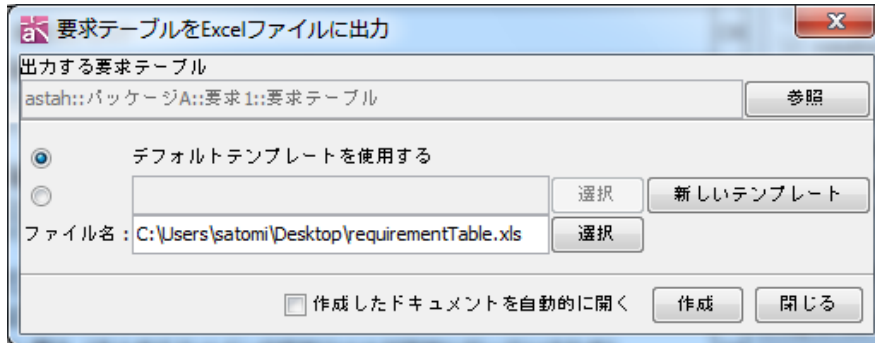 要求テーブルをExcelファイルに出力
出力する要求テーブル
astah::パッケージA::要求1::要求テーブル 参照
デフォルトテンプレートを使用する
選択 新しいテンプレート
ファイル名 : C:\Users\satomi\Desktop\requirementTable.xls 選択
作成したドキュメントを自動的に開く 作成 閉じる